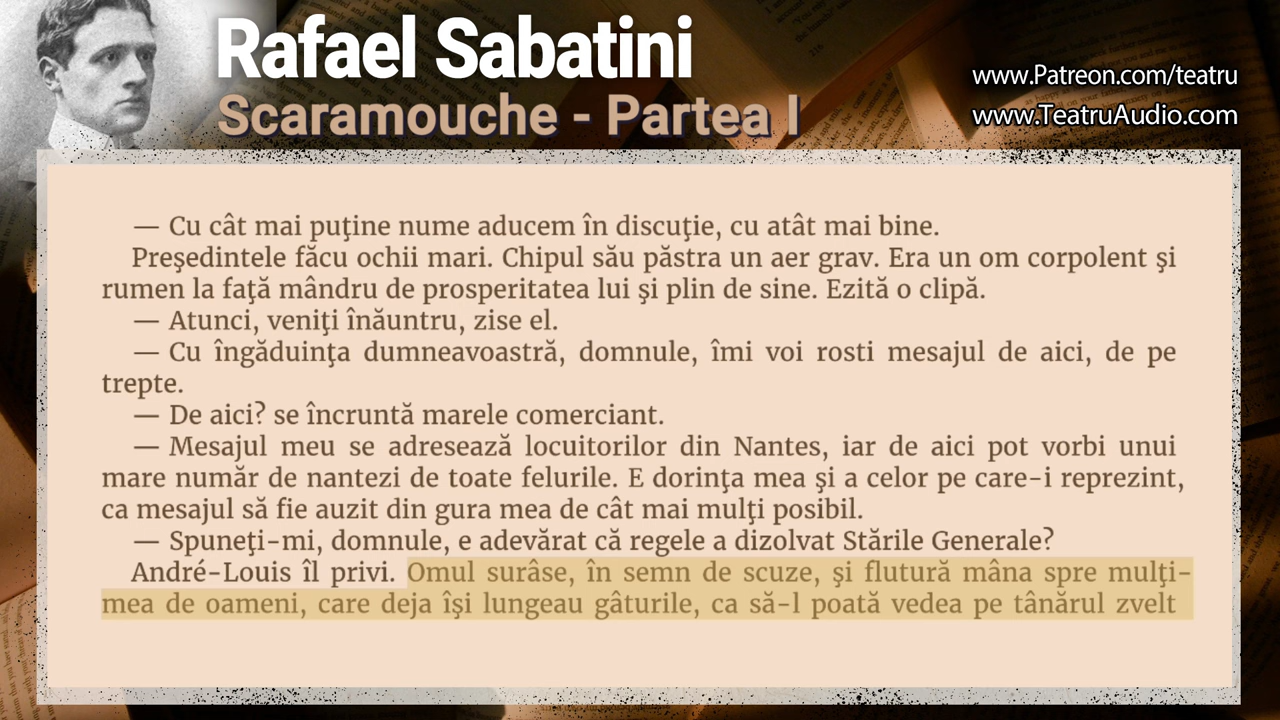 Rafael Sabatini
Scaramouche - Partea I
www.Patreon.com/teatru
www.TeatruAudio.com
— Cu cât mai puţine nume aducem în discuţie, cu atât mai bine.
Preşedintele făcu ochii mari. Chipul său păstra un aer grav. Era un om corpolent şi
rumen la faţă mândru de prosperitatea lui şi plin de sine. Ezită o clipă.
— Atunci, veniţi înăuntru, zise el.
— Cu îngăduinţa dumneavoastră, domnule, îmi voi rosti mesajul de aici, de pe
trepte.
— De aici? se încruntă marele comerciant.
— Mesajul meu se adresează locuitorilor din Nantes, iar de aici pot vorbi unui
mare număr de nantezi de toate felurile. E dorinţa mea şi a celor pe care-i reprezint,
ca mesajul să fie auzit din gura mea de cât mai mulţi posibil.
— Spuneţi-mi, domnule, e adevărat că regele a dizolvat Stările Generale?
André-Louis îl privi. Omul surâse, în semn de scuze, şi flutură mâna spre mulţi-
mea de oameni, care deja îşi lungeau gâturile, ca să-l poată vedea pe tânărul zvelt